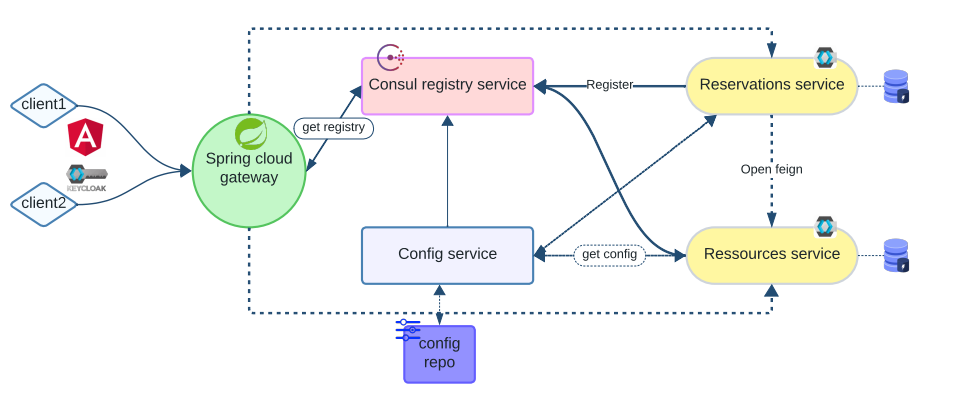 client1
KEYCLOAK
client2
Spring cloud
gateway
get registry
Consul registry service
Register
Reservations service
Open feign
Config service
get config
Ressources service
config
repo